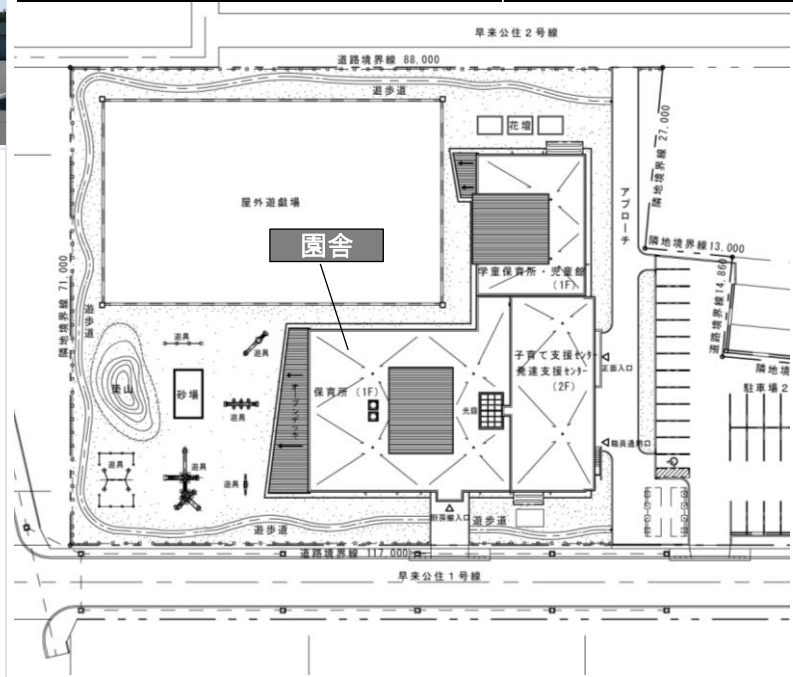 早来公住２号線
道路境界線 88.000
遊歩道
花壇
隣地境界線 27.000
アプローチ
屋外遊戯場
園舎
学童保育所・児童館
（1F）
隣地境界線13.000
道路境界線14.860
隣地境界線 71.000
遊歩道
遊具
遊具
築山
砂場
遊具
オープンデッキ
保育所（1F）
光庭
子育て支援センター
発達支援センター
（2F）
正面入口
隣地境
駐車場２
職員通用口
遊具
遊具
遊具
遊歩道
厨房搬入口
遊歩道
道路境界線 117.000
早来公住１号線